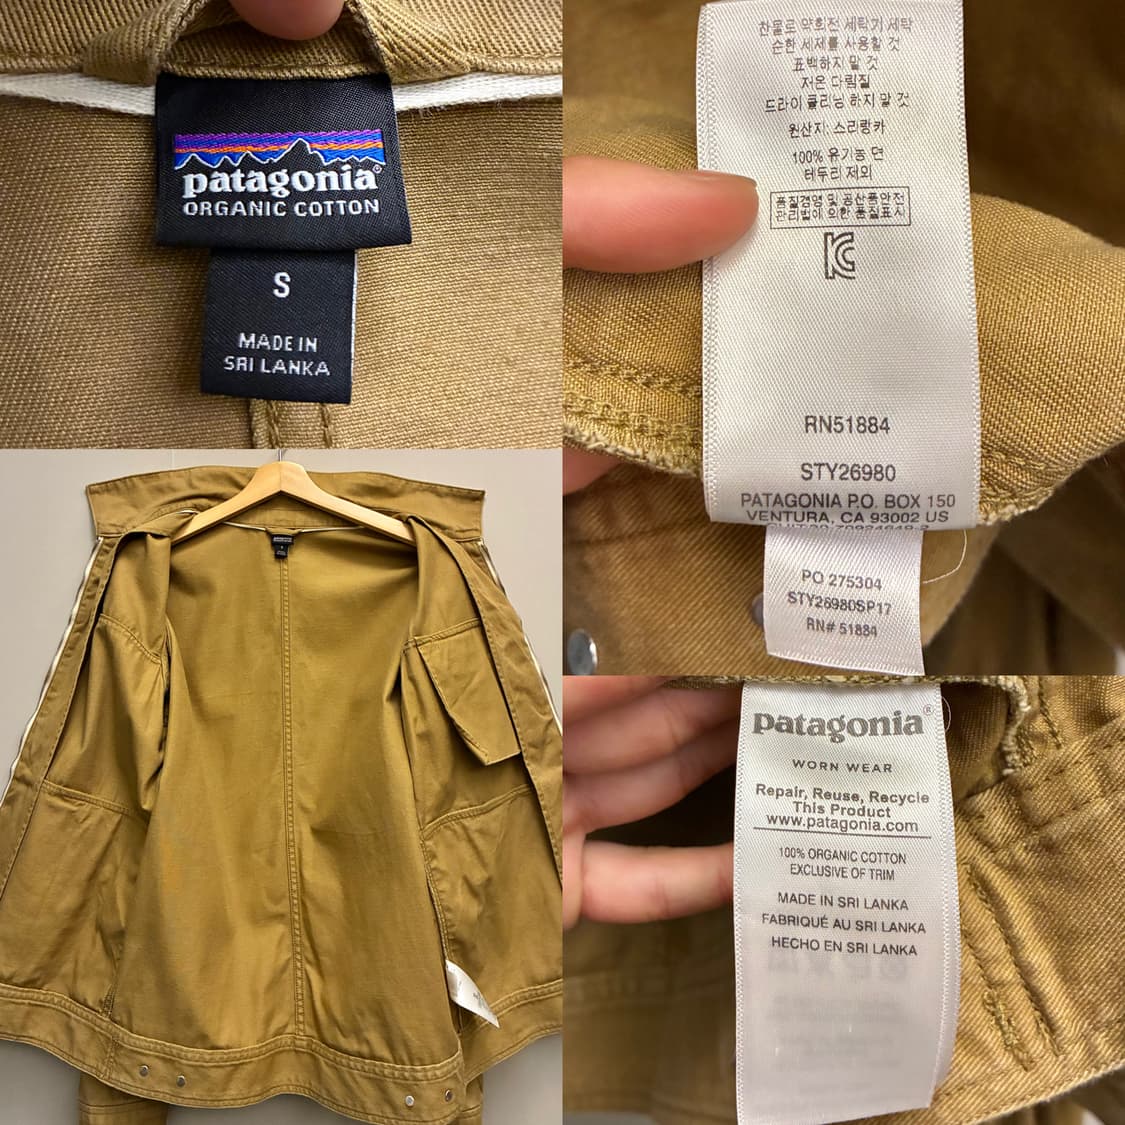 patagonia®
ORGANIC COTTON
S
MADE IN
SRI LANKA
찬물로 약회전 세탁기 세탁
순한 세제를 사용할 것
표백하지 말 것
저온 다림질
드라이 클리닝 하지 말 것
원산지: 스리랑카
100% 유기농 면
테두리 제외
품질경영 및 공산품안전
관리법에 의한 품질표시
RN51884
STY26980
PATAGONIA P.O. BOX 150
VENTURA, CA 93002 US
PO 275304
STY26980SP17
RN# 51884
patagonia®
WORN WEAR
Repair, Reuse, Recycle
This Product
www.patagonia.com
100% ORGANIC COTTON
EXCLUSIVE OF TRIM
MADE IN SRI LANKA
FABRIQUÉ AU SRI LANKA
HECHO EN SRI LANKA